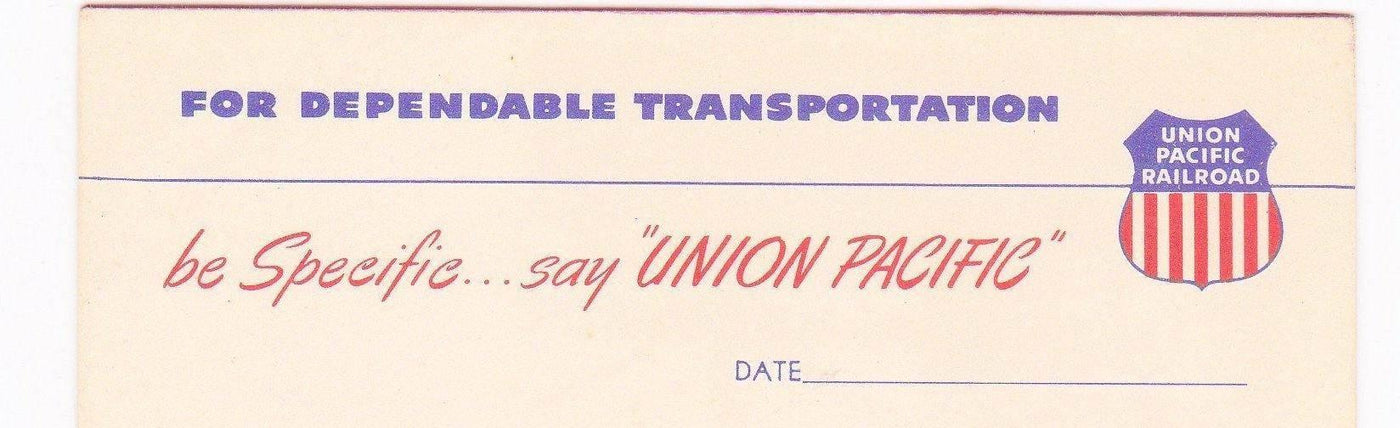 FOR DEPENDABLE TRANSPORTATION
UNION
PACIFIC
RAILROAD
be Specific...say "UNION PACIFIC"
DATE